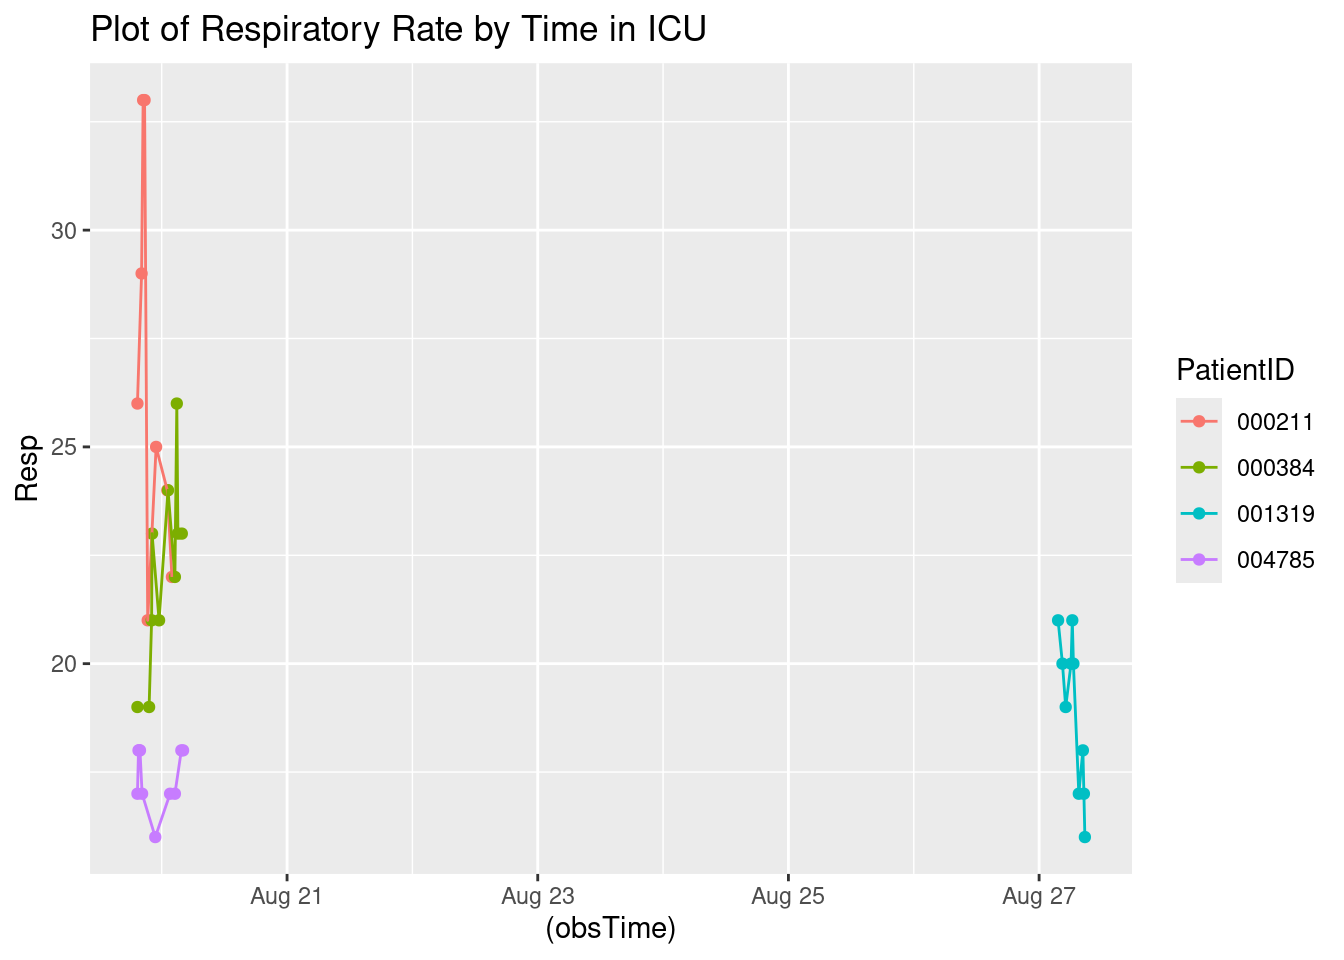 Plot of Respiratory Rate by Time in ICU
30
25
20
Resp
Aug 21 Aug 23 Aug 25 Aug 27
(obsTime)
PatientID
000211
000384
001319
004785